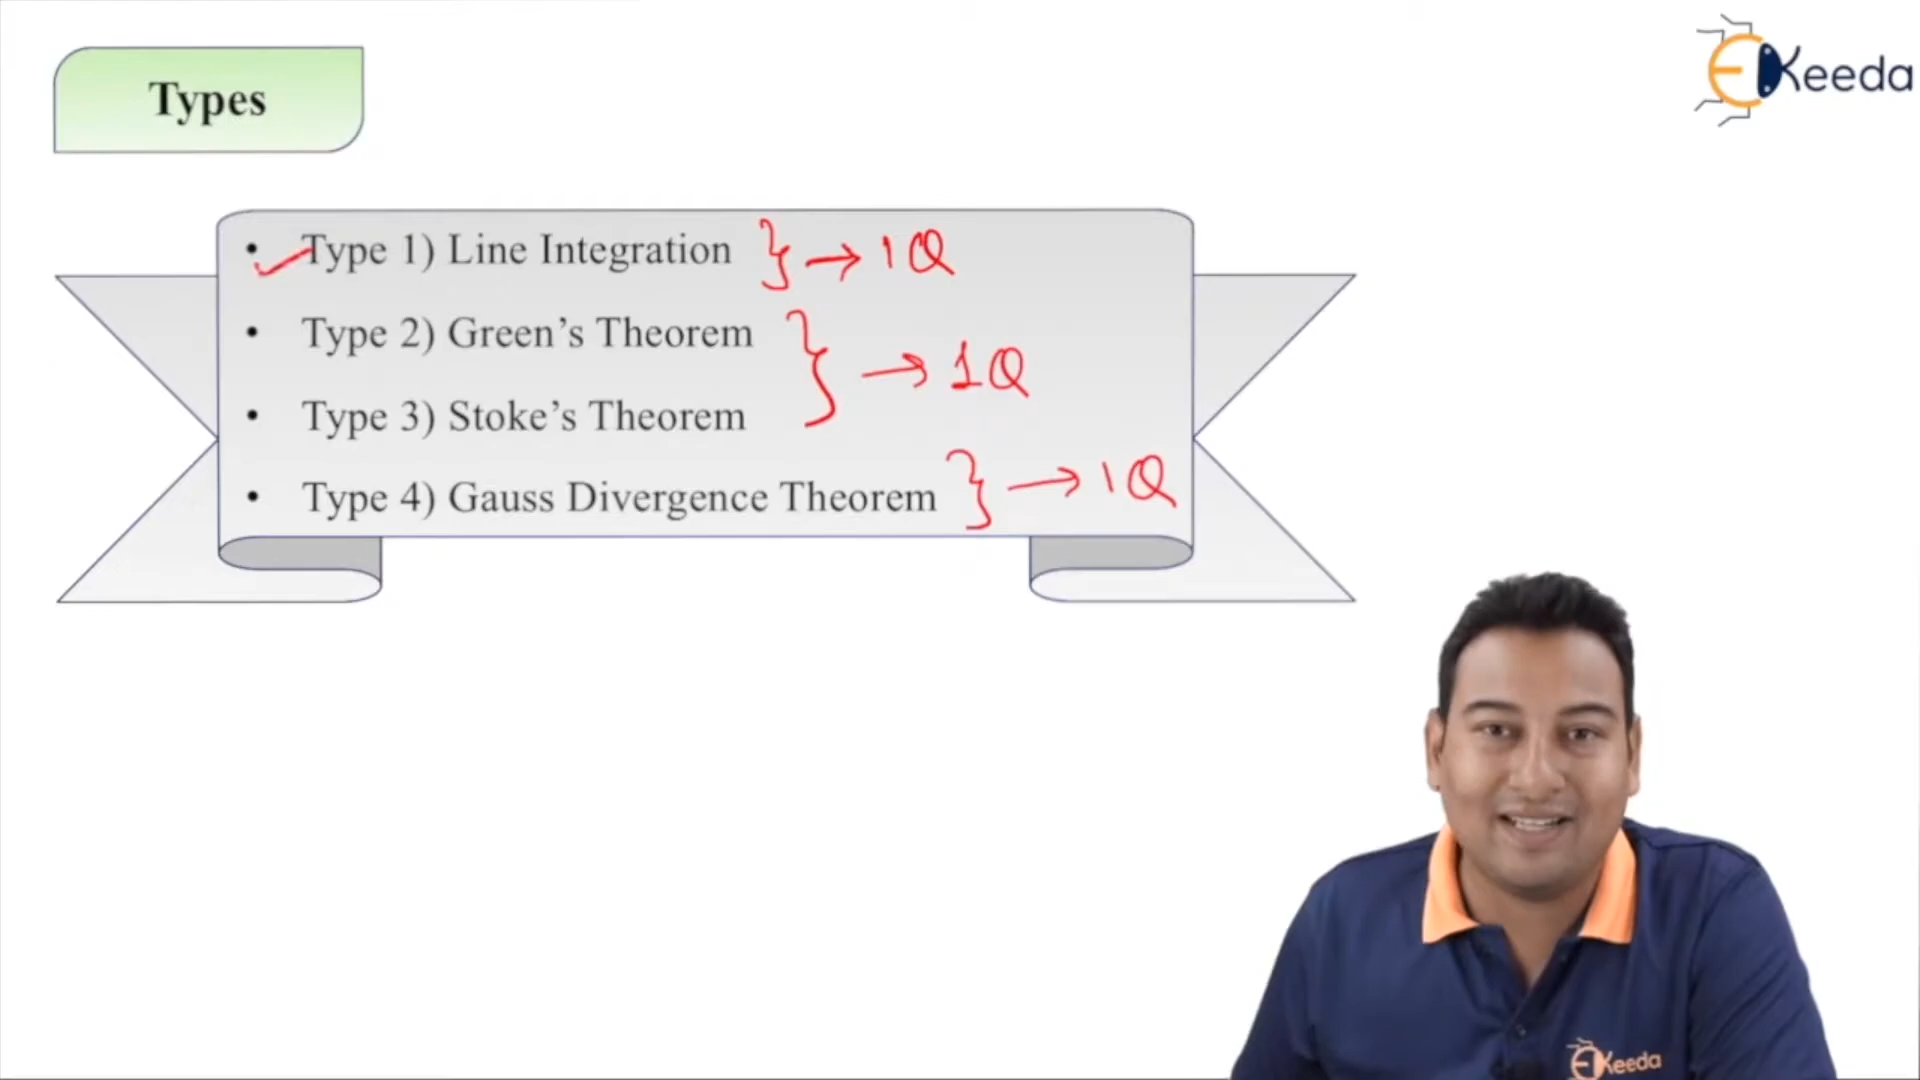 Types
EKeeda
• Type 1) Line Integration } → 1Q
• Type 2) Green’s Theorem
} → 1Q
• Type 3) Stoke’s Theorem
• Type 4) Gauss Divergence Theorem } → 1Q
EKeeda